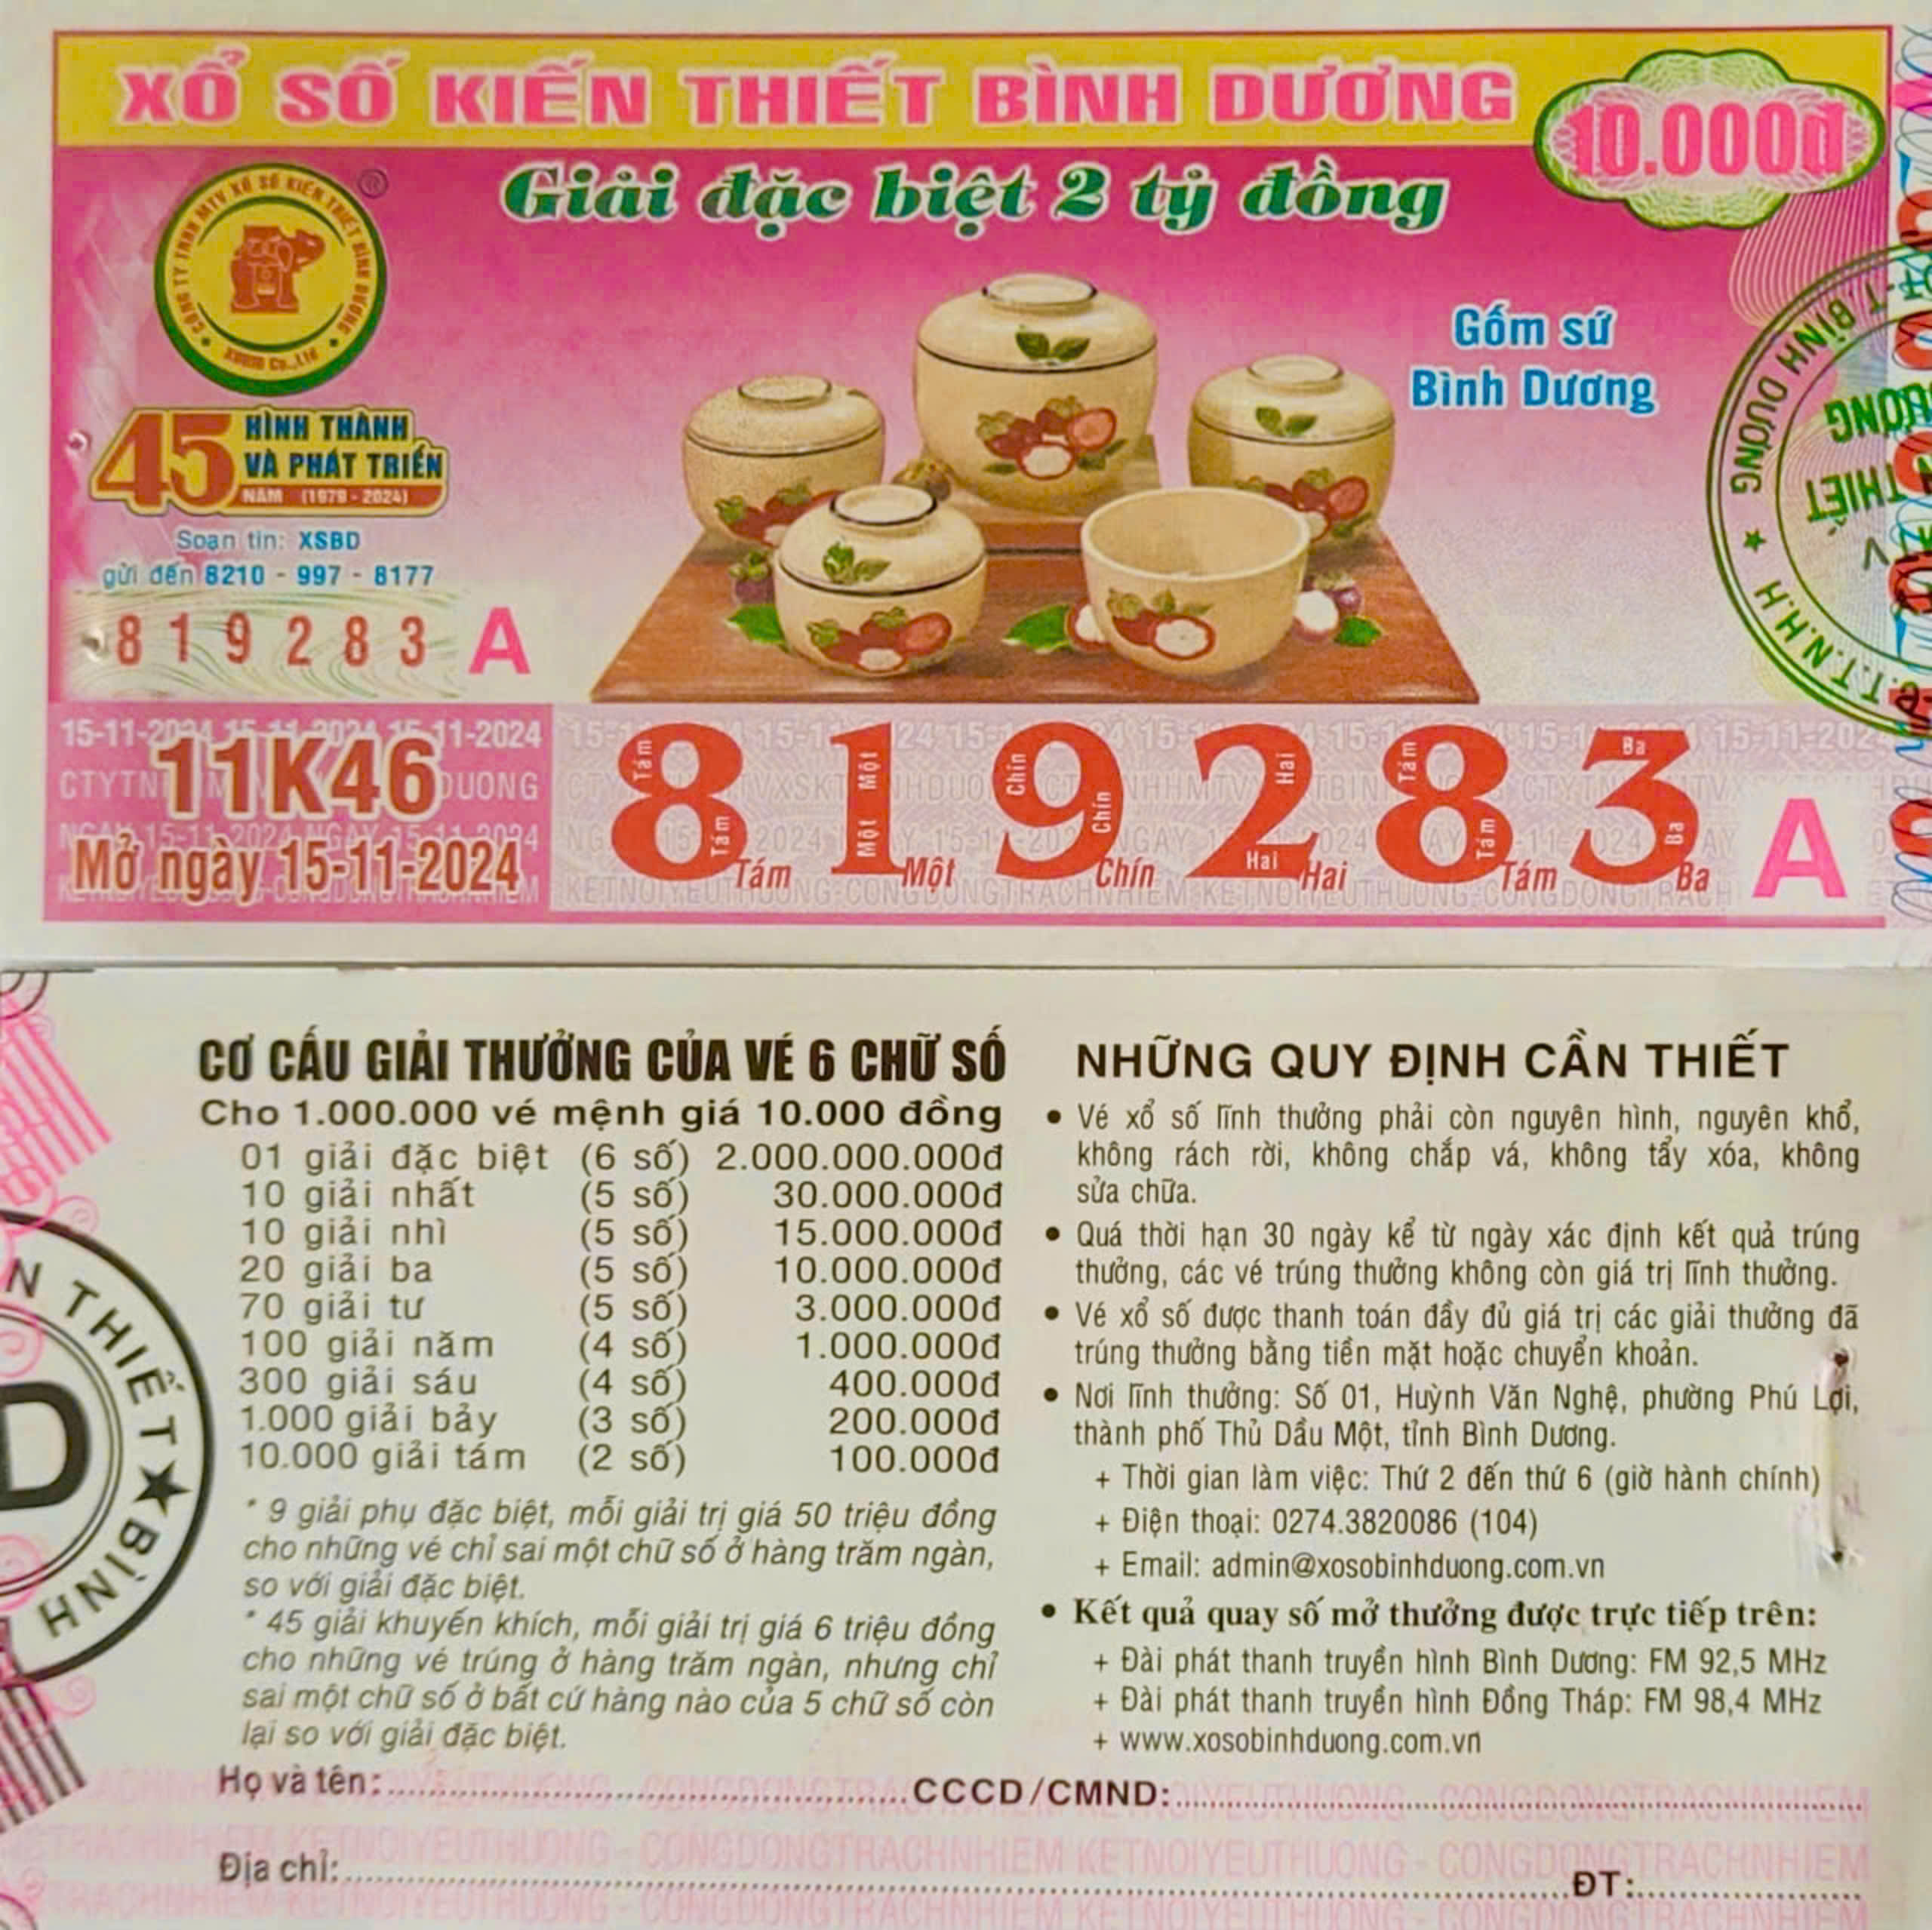 XỔ SỐ KIẾN THIẾT BÌNH DƯƠNG
10.000đ
Giải đặc biệt 2 tỷ đồng
CÔNG TY TNHH MTV XỔ SỐ KIẾN THIẾT BÌNH DƯƠNG
®
Gốm sứ
Bình Dương
45 HÌNH THÀNH
VÀ PHÁT TRIỂN
NĂM (1979 - 2024)
Soạn tin: XSBD
gửi đến 8210 - 997 - 8177
819283 A
T.BÌNH DƯƠNG ★
THIẾT
11K46
Mở ngày 15-11-2024
819283 A
Tám Một Chín Hai Tám Ba
CƠ CẤU GIẢI THƯỞNG CỦA VÉ 6 CHỮ SỐ
Cho 1.000.000 vé mệnh giá 10.000 đồng
01 giải đặc biệt (6 số) 2.000.000.000đ
10 giải nhất (5 số) 30.000.000đ
10 giải nhì (5 số) 15.000.000đ
20 giải ba (5 số) 10.000.000đ
70 giải tư (5 số) 3.000.000đ
100 giải năm (4 số) 1.000.000đ
300 giải sáu (4 số) 400.000đ
1.000 giải bảy (3 số) 200.000đ
10.000 giải tám (2 số) 100.000đ
* 9 giải phụ đặc biệt, mỗi giải trị giá 50 triệu đồng
cho những vé chỉ sai một chữ số ở hàng trăm ngàn,
so với giải đặc biệt.
* 45 giải khuyến khích, mỗi giải trị giá 6 triệu đồng
cho những vé trúng ở hàng trăm ngàn, nhưng chỉ
sai một chữ số ở bất cứ hàng nào của 5 chữ số còn
lại so với giải đặc biệt.
NHỮNG QUY ĐỊNH CẦN THIẾT
• Vé xổ số lĩnh thưởng phải còn nguyên hình, nguyên khổ,
không rách rời, không chắp vá, không tẩy xóa, không
sửa chữa.
• Quá thời hạn 30 ngày kể từ ngày xác định kết quả trúng
thưởng, các vé trúng thưởng không còn giá trị lĩnh thưởng.
• Vé xổ số được thanh toán đầy đủ giá trị các giải thưởng đã
trúng thưởng bằng tiền mặt hoặc chuyển khoản.
• Nơi lĩnh thưởng: Số 01, Huỳnh Văn Nghệ, phường Phú Lợi,
thành phố Thủ Dầu Một, tỉnh Bình Dương.
+ Thời gian làm việc: Thứ 2 đến thứ 6 (giờ hành chính)
+ Điện thoại: 0274.3820086 (104)
+ Email: admin@xosobinhduong.com.vn
• Kết quả quay số mở thưởng được trực tiếp trên:
+ Đài phát thanh truyền hình Bình Dương: FM 92,5 MHz
+ Đài phát thanh truyền hình Đồng Tháp: FM 98,4 MHz
+ www.xosobinhduong.com.vn
N THIẾT ★ BÌNH
D
Họ và tên: CCCD/CMND:
Địa chỉ: ĐT: